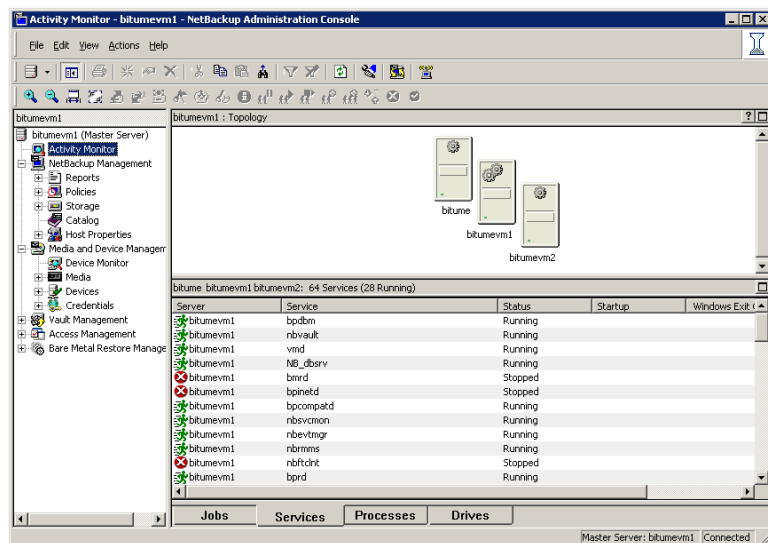 Activity Monitor - bitumevm1 - NetBackup Administration Console
File Edit View Actions Help
bitumevm1
bitumevm1 (Master Server)
Activity Monitor
NetBackup Management
Reports
Policies
Storage
Catalog
Host Properties
Media and Device Managem
Device Monitor
Media
Devices
Credentials
Vault Management
Access Management
Bare Metal Restore Manage
bitumevm1 : Topology
bitume
bitumevm1
bitumevm2
bitume bitumevm1 bitumevm2: 64 Services (28 Running)
Server Service Status Startup Windows Exit C
bitumevm1 bpdbm Running
bitumevm1 nbvault Running
bitumevm1 vmd Running
bitumevm1 NB_dbsrv Running
bitumevm1 bmrd Stopped
bitumevm1 bpinetd Stopped
bitumevm1 bpcompatd Running
bitumevm1 nbsvcmon Running
bitumevm1 nbevtmgr Running
bitumevm1 nbrmms Running
bitumevm1 nbftclnt Stopped
bitumevm1 bprd Running
Jobs Services Processes Drives
Master Server: bitumevm1 Connected